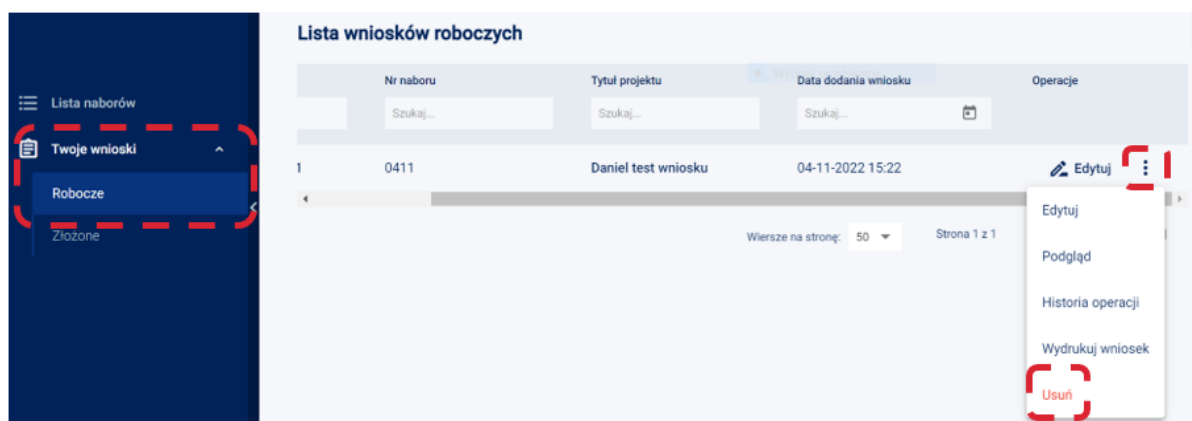 Lista wniosków roboczych
Lista naborów
Twoje wnioski
Robocze
Złożone
Nr naboru
Tytuł projektu
Data dodania wniosku
Operacje
Szukaj...
Szukaj...
Szukaj...
1
0411
Daniel test wniosku
04-11-2022 15:22
Edytuj
Wiersze na stronę: 50
Strona 1 z 1
Edytuj
Podgląd
Historia operacji
Wydrukuj wniosek
Usuń